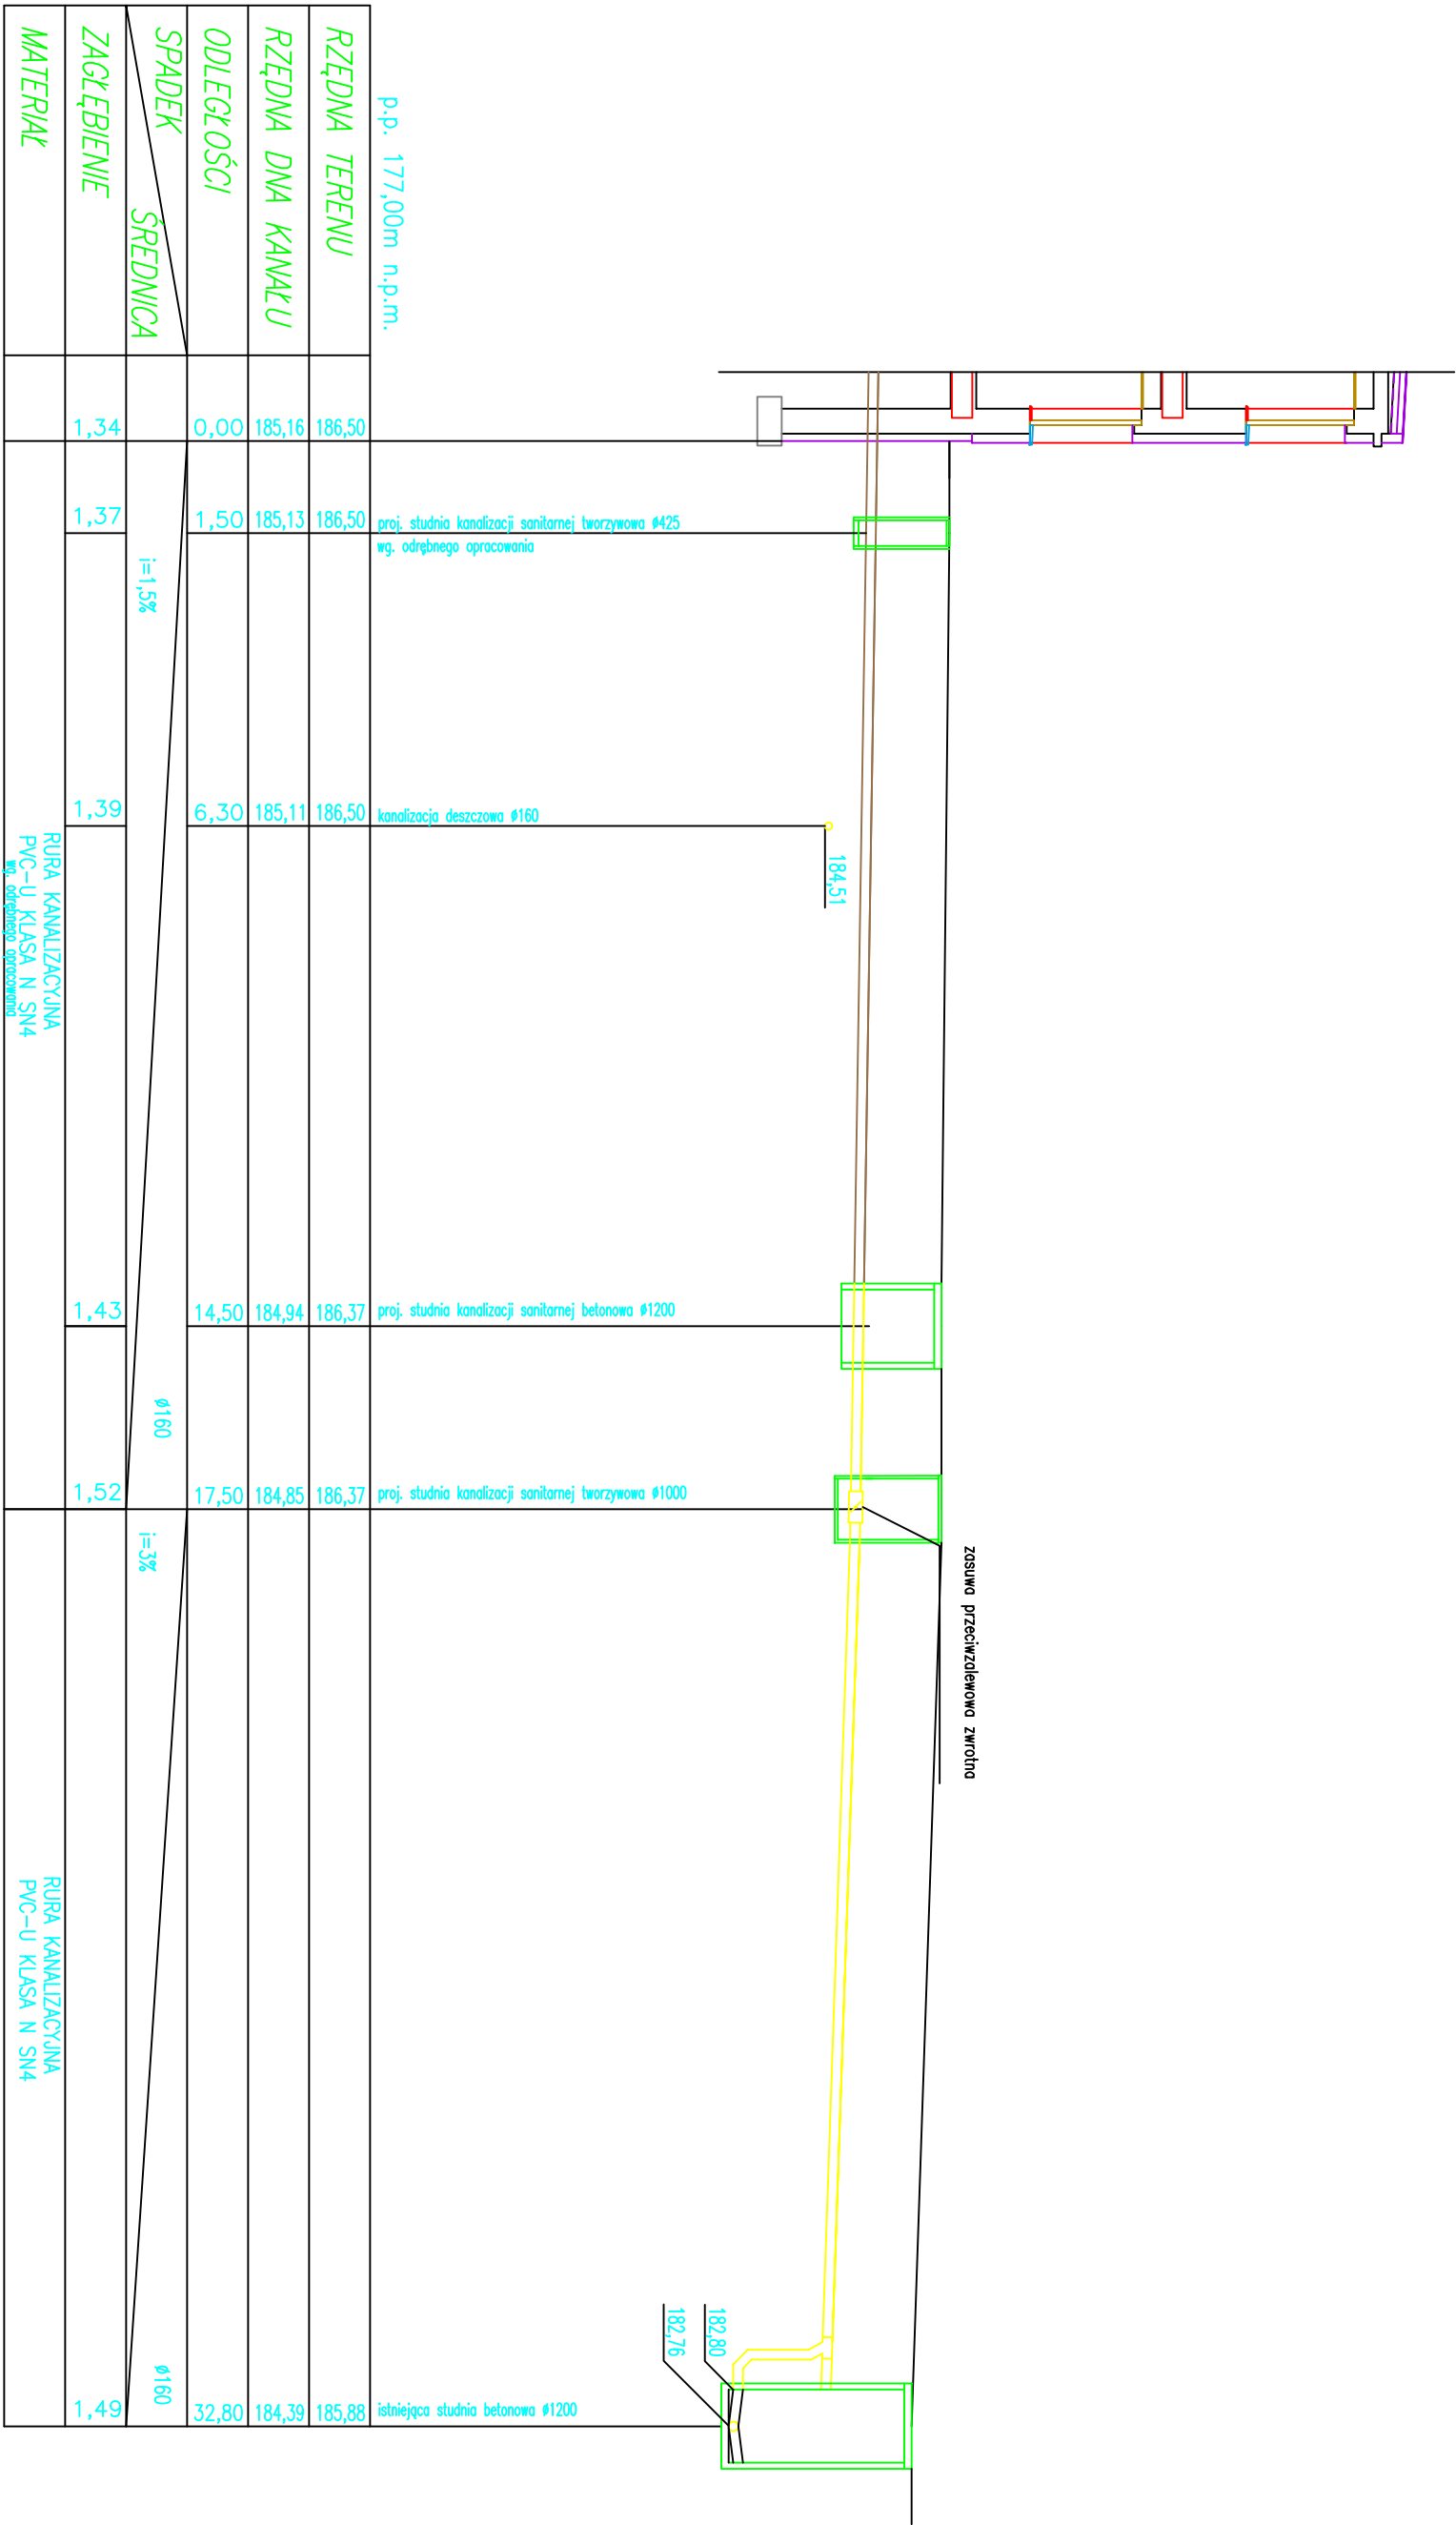 p.p. 177,00m n.p.m.
RZĘDNA TERENU
186,50
186,50
186,50
186,37
186,37
185,88
RZĘDNA DNA KANAŁU
185,16
185,13
185,11
184,94
184,85
184,39
ODLEGŁOŚCI
0,00
1,50
6,30
14,50
17,50
32,80
SPADEK
ŚREDNICA
i=1,5%
ø160
i=3%
ø160
ZAGŁĘBIENIE
1,34
1,37
1,39
1,43
1,52
1,49
MATERIAŁ
RURA KANALIZACYJNA
PVC-U KLASA N SN4
wg. odrębnego opracowania
RURA KANALIZACYJNA
PVC-U KLASA N SN4
proj. studnia kanalizacji sanitarnej tworzywowa ø425
wg. odrębnego opracowania
kanalizacja deszczowa ø160
184,51
proj. studnia kanalizacji sanitarnej betonowa ø1200
proj. studnia kanalizacji sanitarnej tworzywowa ø1000
zasuwa przeciwzalewowa zwrotna
182,80
182,76
istniejąca studnia betonowa ø1200